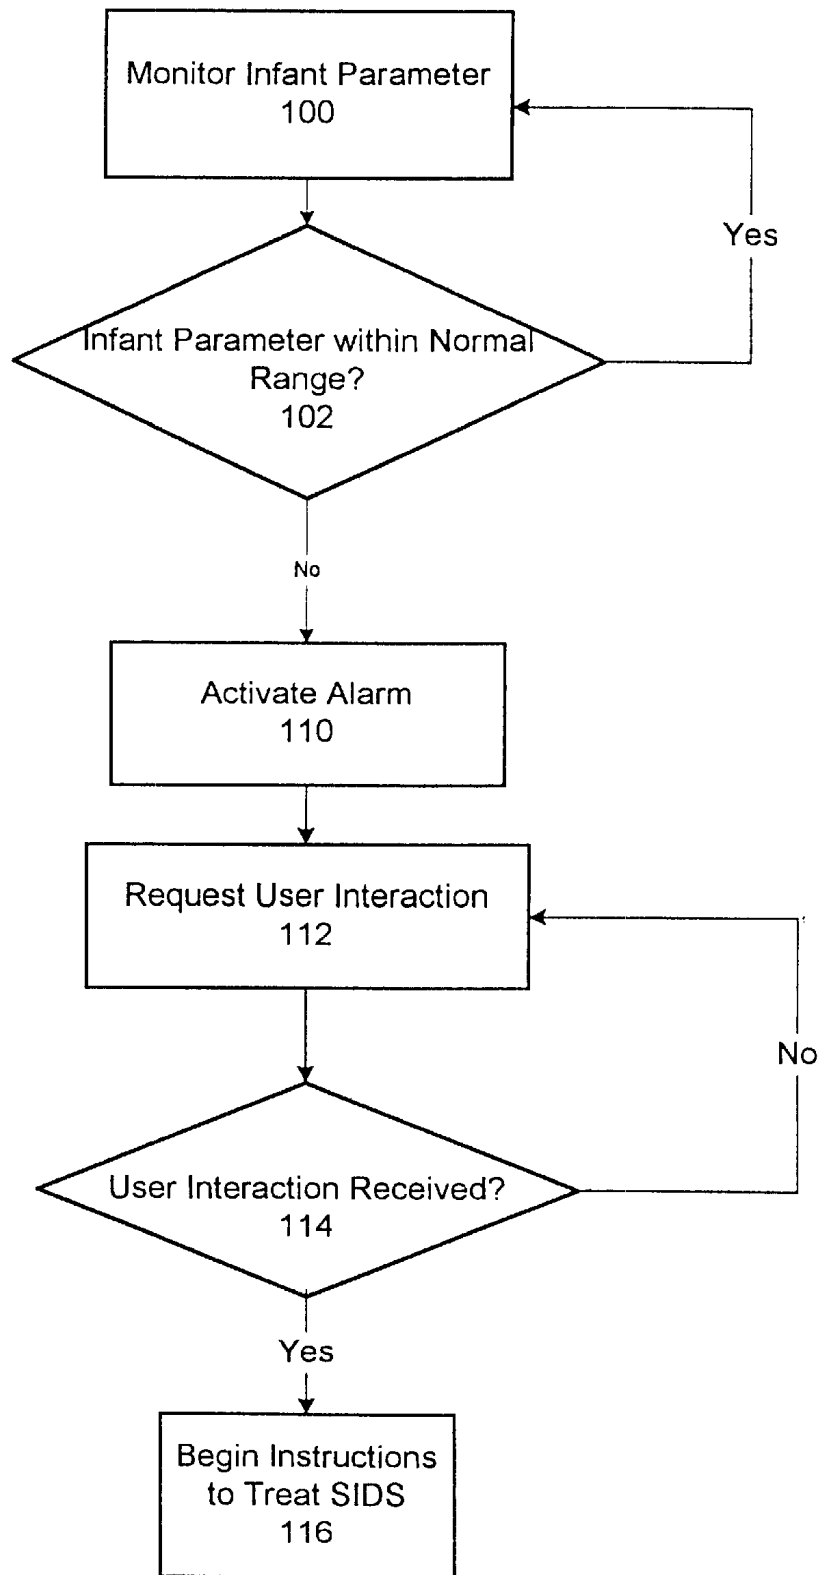 Monitor Infant Parameter
100
Yes
Infant Parameter within Normal
Range?
102
No
Activate Alarm
110
Request User Interaction
112
No
User Interaction Received?
114
Yes
Begin Instructions
to Treat SIDS
116